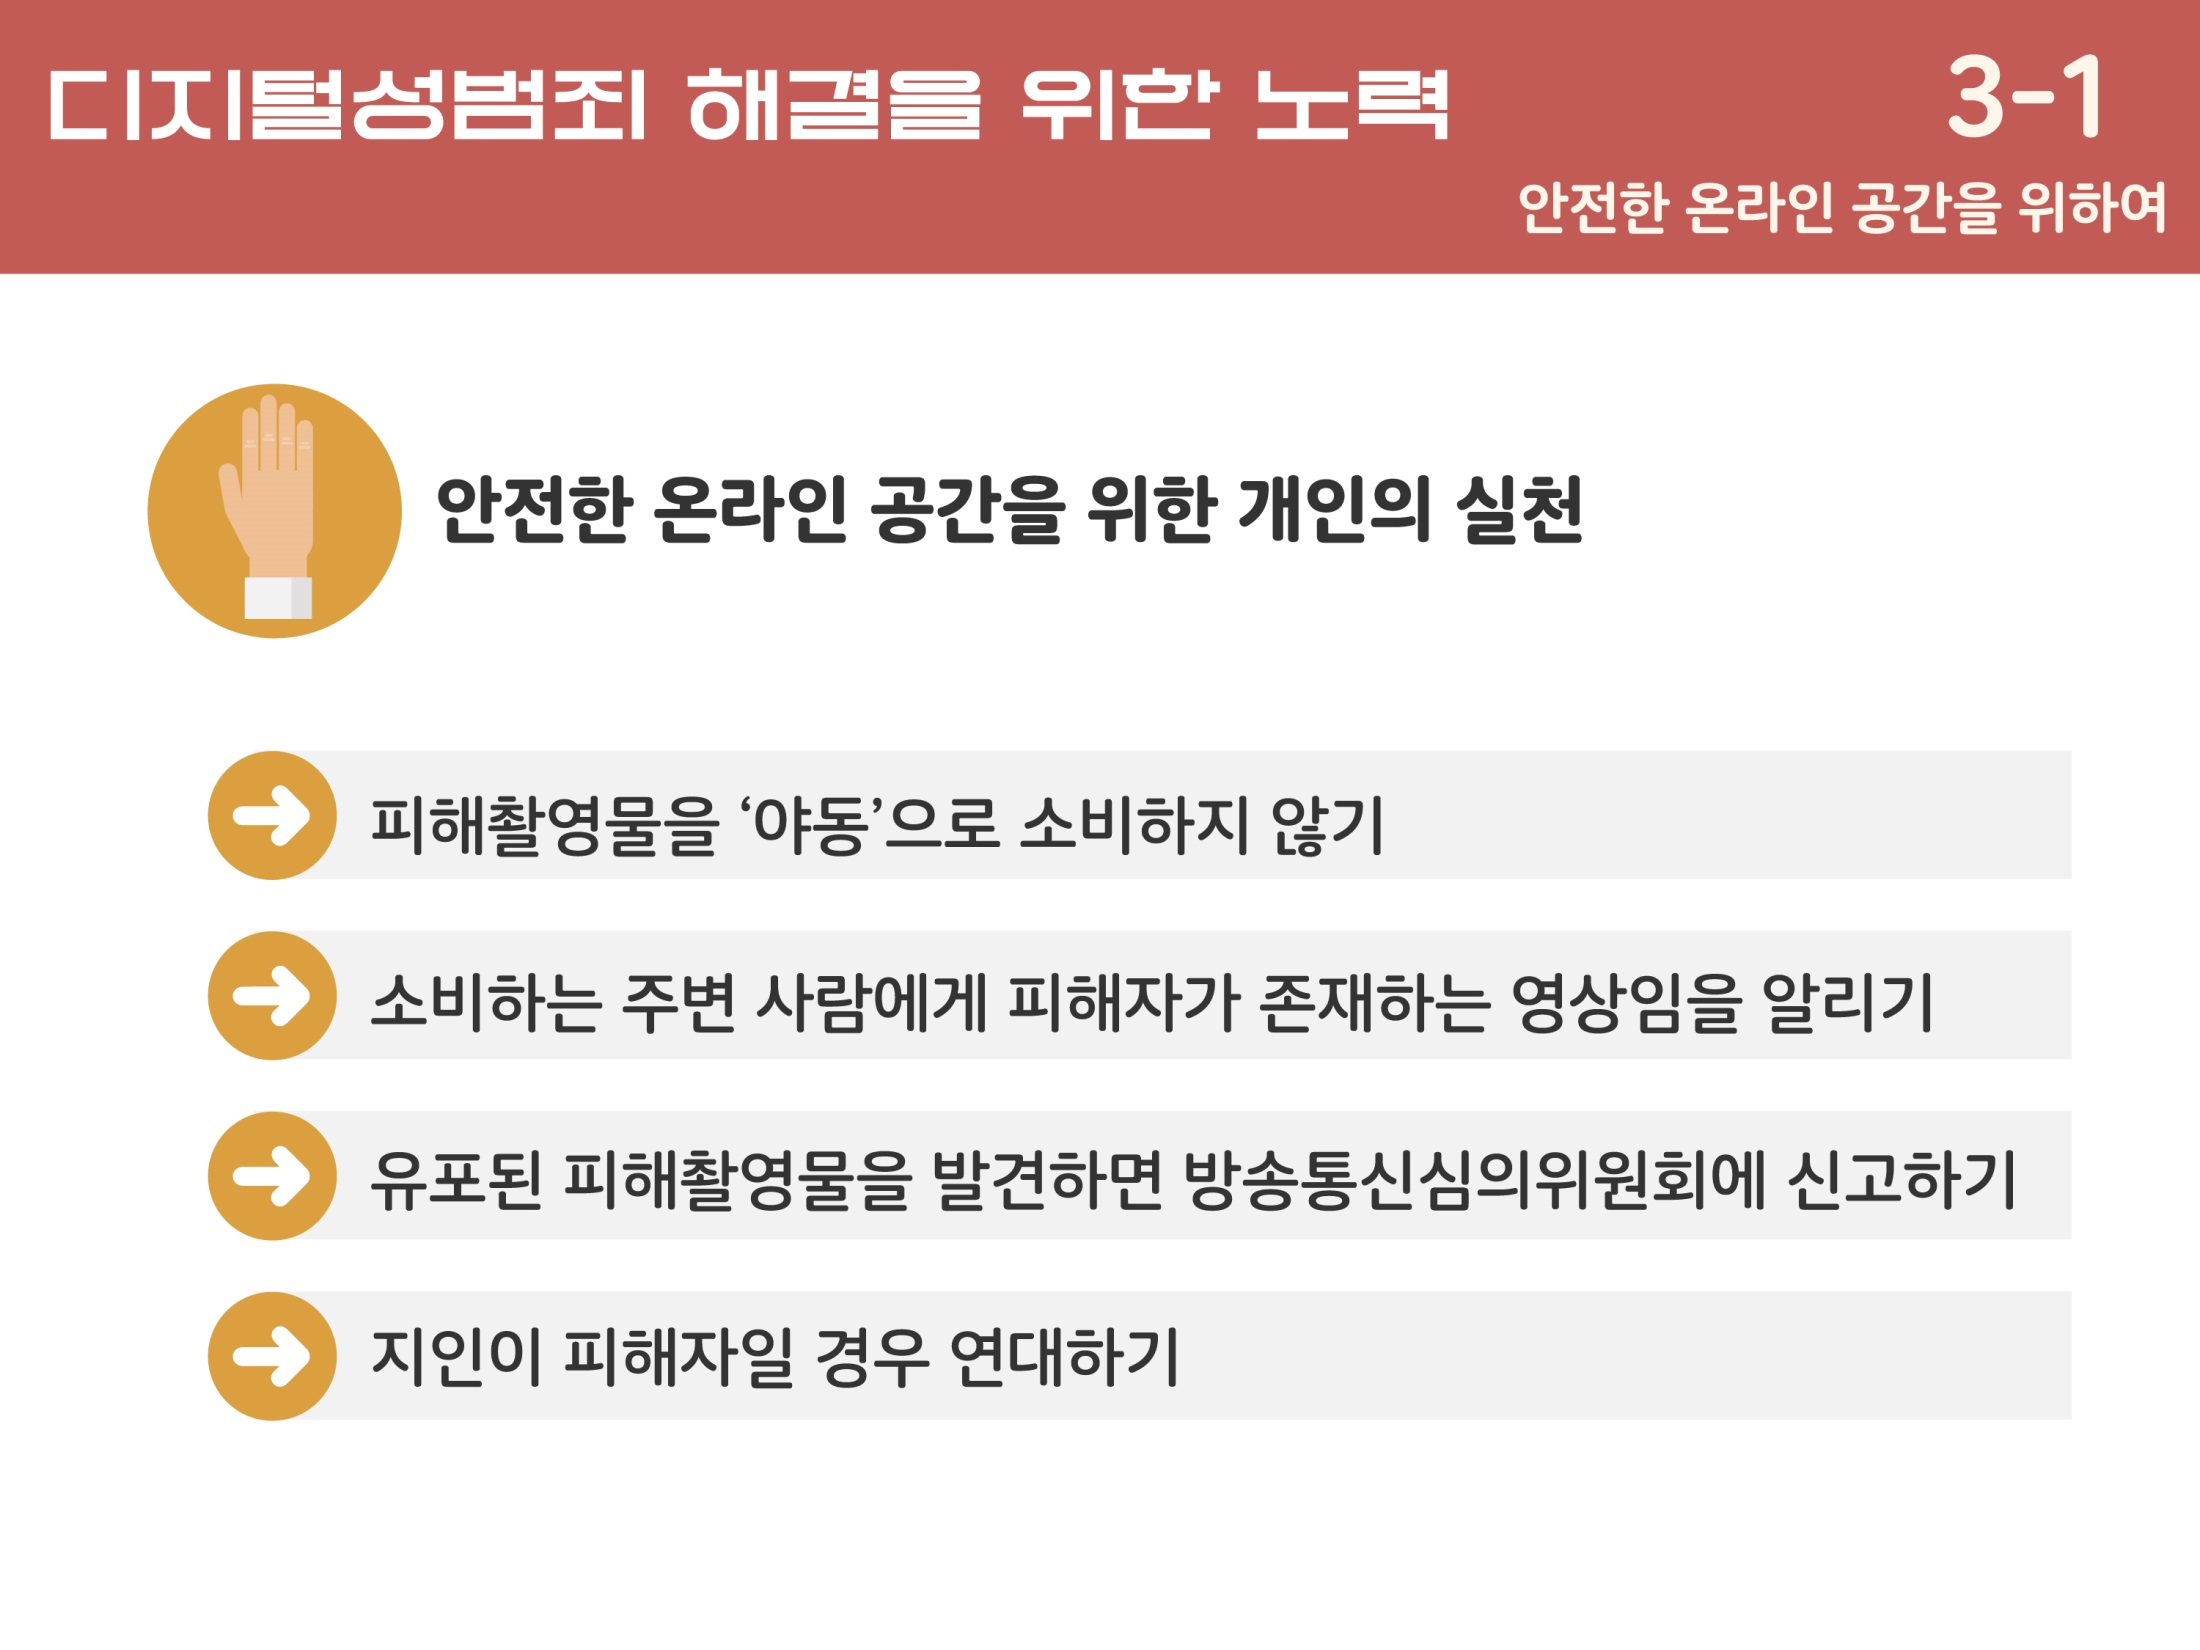 디지털성범죄 해결을 위한 노력
3-1
안전한 온라인 공간을 위하여
안전한 온라인 공간을 위한 개인의 실천
피해촬영물을 ‘야동’으로 소비하지 않기
소비하는 주변 사람에게 피해자가 존재하는 영상임을 알리기
유포된 피해촬영물을 발견하면 방송통신심의위원회에 신고하기
지인이 피해자일 경우 연대하기